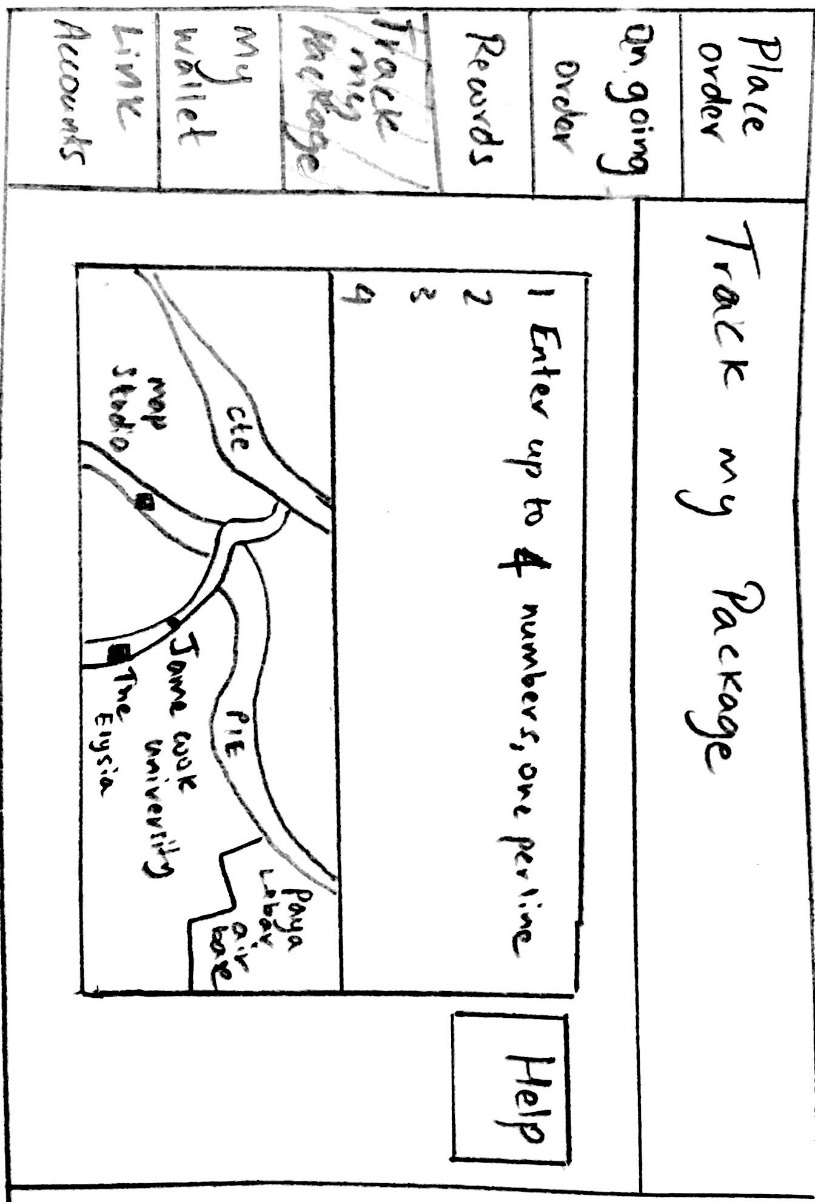 Place
order
On going
order
Records
Track
my
Package
My
wallet
Link
Accounts
Track my Package
1 Enter up to 4 numbers, one per line
2
3
4
Cte
map
Studio
PIE
Jame cook
university
The
Elysia
Paya
Lebar
air
base
Help